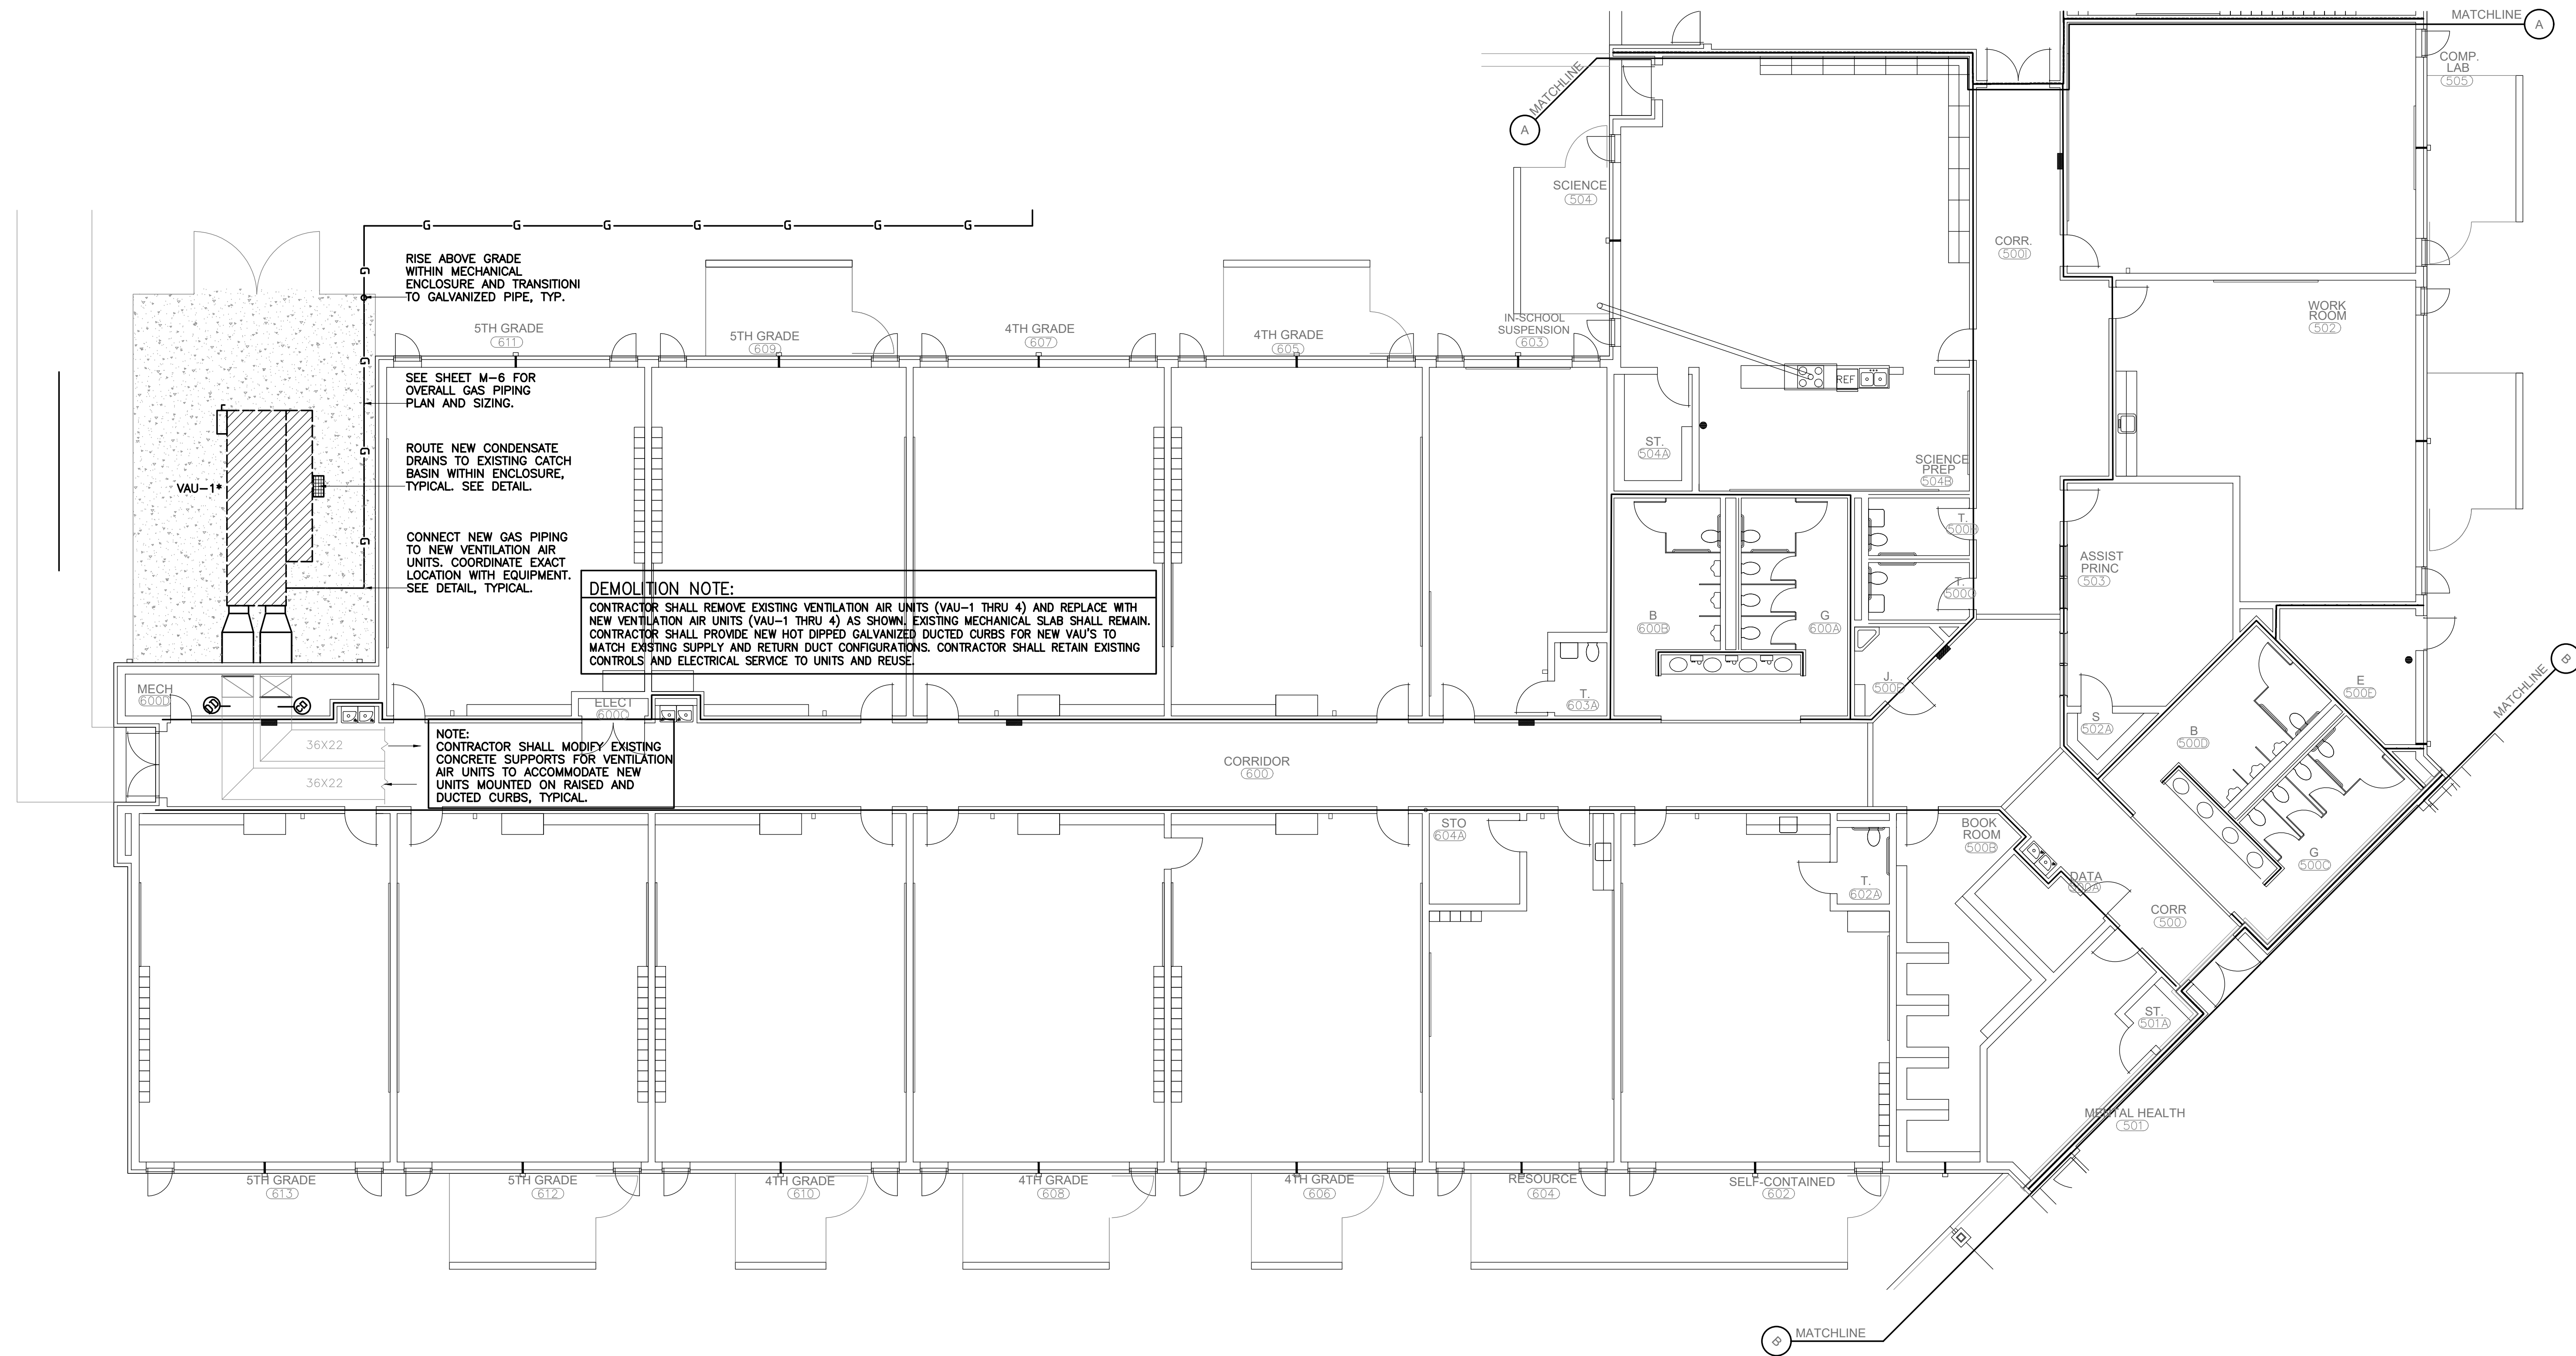 MATCHLINE
A
COMP.
LAB
505
MATCHLINE
A
SCIENCE
504
CORR.
500I
G G G G G G G
RISE ABOVE GRADE
WITHIN MECHANICAL
ENCLOSURE AND TRANSITIONI
TO GALVANIZED PIPE, TYP.
G
5TH GRADE
611
5TH GRADE
609
4TH GRADE
607
4TH GRADE
605
IN-SCHOOL
SUSPENSION
603
WORK
ROOM
502
G
SEE SHEET M-6 FOR
OVERALL GAS PIPING
PLAN AND SIZING.
REF
G
ROUTE NEW CONDENSATE
DRAINS TO EXISTING CATCH
BASIN WITHIN ENCLOSURE,
TYPICAL. SEE DETAIL.
VAU-1*
ST.
504A
SCIENCE
PREP
504B
G
CONNECT NEW GAS PIPING
TO NEW VENTILATION AIR
UNITS. COORDINATE EXACT
LOCATION WITH EQUIPMENT.
SEE DETAIL, TYPICAL.
T.
500H
ASSIST
PRINC
503
T.
500G
DEMOLITION NOTE:
CONTRACTOR SHALL REMOVE EXISTING VENTILATION AIR UNITS (VAU-1 THRU 4) AND REPLACE WITH
NEW VENTILATION AIR UNITS (VAU-1 THRU 4) AS SHOWN. EXISTING MECHANICAL SLAB SHALL REMAIN.
CONTRACTOR SHALL PROVIDE NEW HOT DIPPED GALVANIZED DUCTED CURBS FOR NEW VAU'S TO
MATCH EXISTING SUPPLY AND RETURN DUCT CONFIGURATIONS. CONTRACTOR SHALL RETAIN EXISTING
CONTROLS AND ELECTRICAL SERVICE TO UNITS AND REUSE.
B
600B
G
600A
J.
500F
E
500E
B
MATCHLINE
MECH
600D
SD
SD
ELECT
600C
T.
603A
S
502A
B
500D
36X22
36X22
NOTE:
CONTRACTOR SHALL MODIFY EXISTING
CONCRETE SUPPORTS FOR VENTILATION
AIR UNITS TO ACCOMMODATE NEW
UNITS MOUNTED ON RAISED AND
DUCTED CURBS, TYPICAL.
CORRIDOR
600
STO
604A
BOOK
ROOM
500B
G
500C
T.
602A
DATA
500A
CORR
500
ST.
501A
MENTAL HEALTH
501
5TH GRADE
613
5TH GRADE
612
4TH GRADE
610
4TH GRADE
608
4TH GRADE
606
RESOURCE
604
SELF-CONTAINED
602
B
MATCHLINE